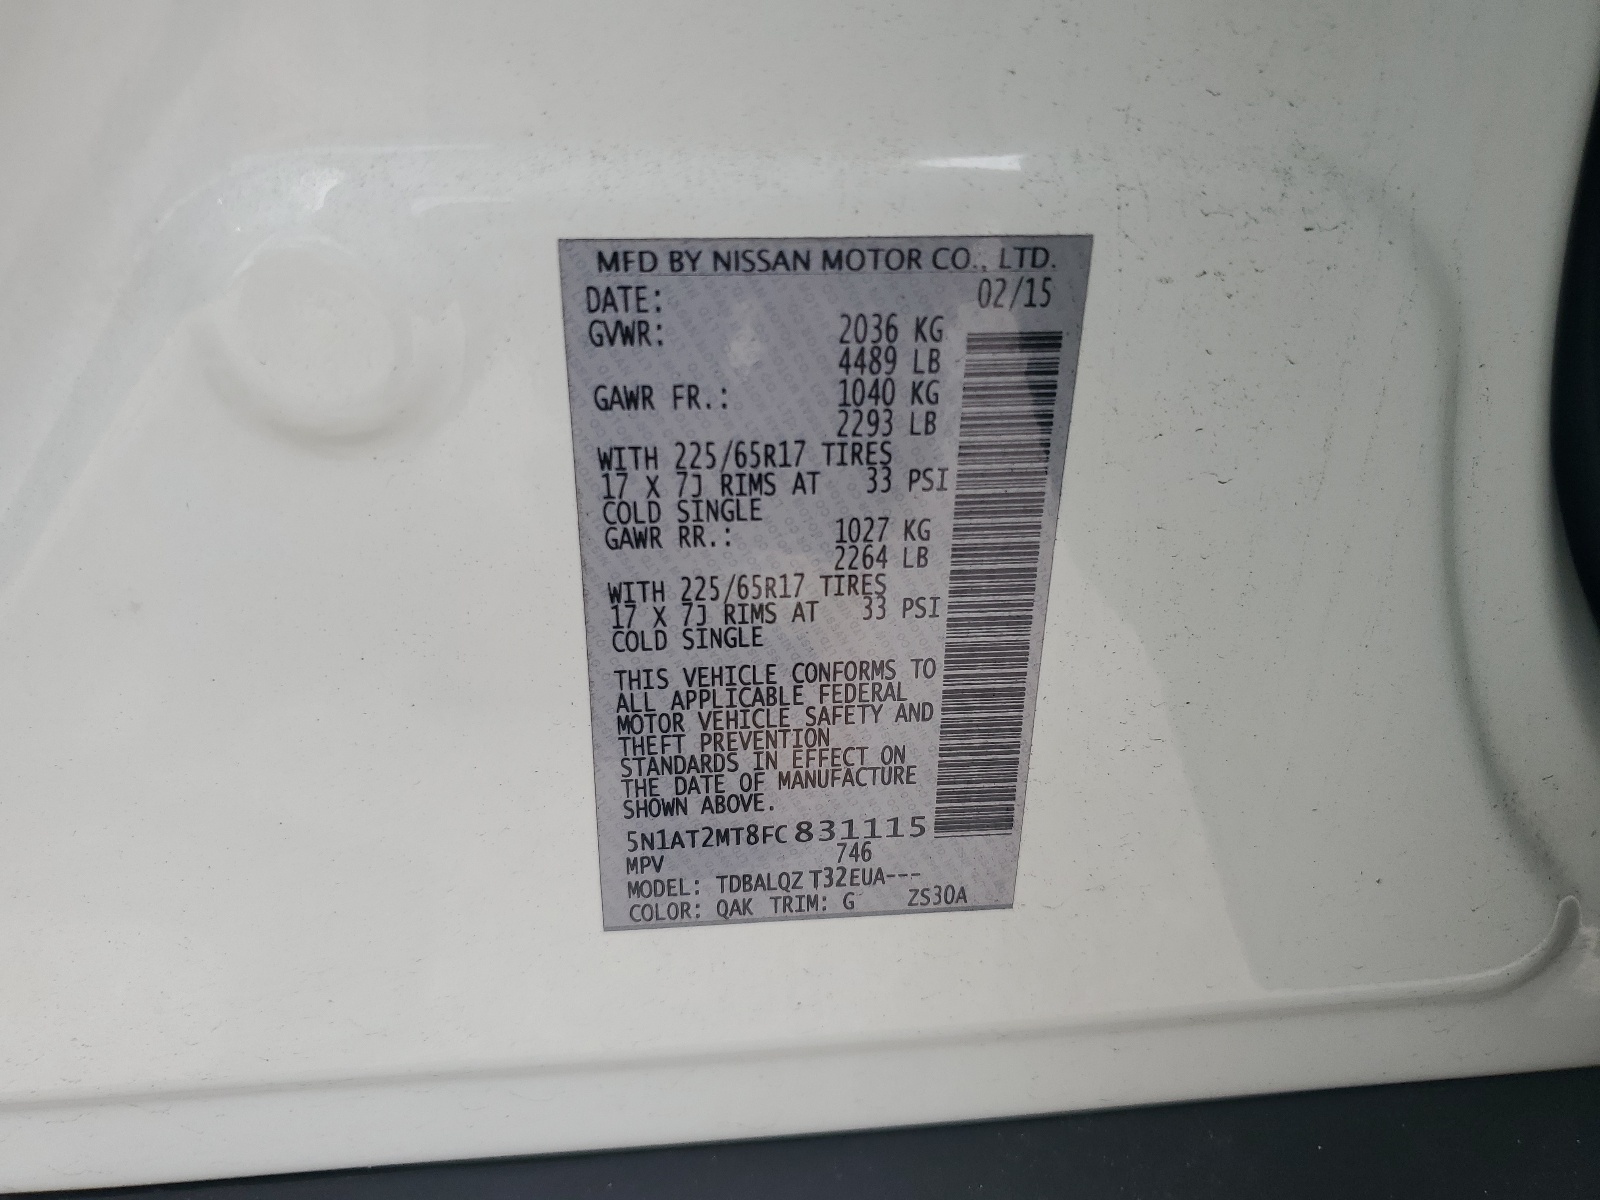 MFD BY NISSAN MOTOR CO., LTD.
DATE: 02/15
GVWR: 2036 KG
4489 LB
GAWR FR.: 1040 KG
2293 LB
WITH 225/65R17 TIRES
17 X 7J RIMS AT 33 PSI
COLD SINGLE
GAWR RR.: 1027 KG
2264 LB
WITH 225/65R17 TIRES
17 X 7J RIMS AT 33 PSI
COLD SINGLE
THIS VEHICLE CONFORMS TO
ALL APPLICABLE FEDERAL
MOTOR VEHICLE SAFETY AND
THEFT PREVENTION
STANDARDS IN EFFECT ON
THE DATE OF MANUFACTURE
SHOWN ABOVE.
5N1AT2MT8FC831115
MPV 746
MODEL: TDBALQZ T32EUA---
COLOR: QAK TRIM: G ZS30A